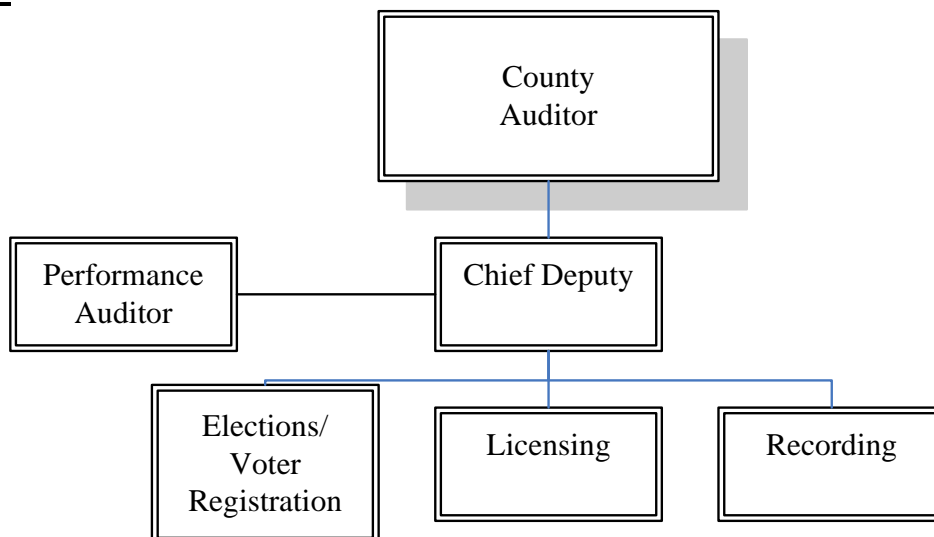 County
Auditor
Performance
Auditor
Chief Deputy
Elections/
Voter
Registration
Licensing
Recording